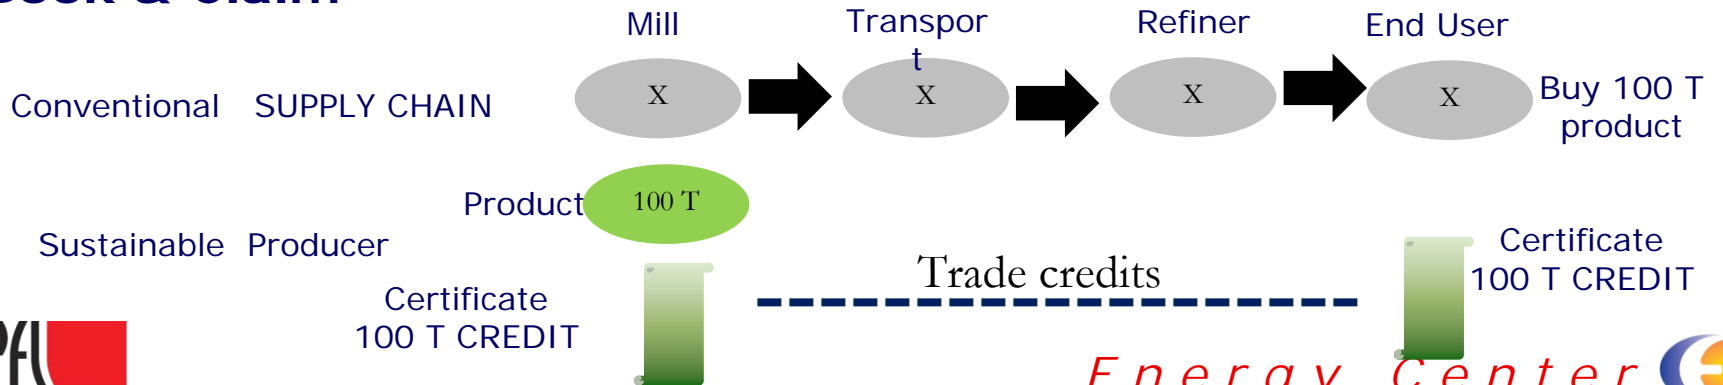 & claim
Mill
Transpor
t
Refiner
End User
Conventional SUPPLY CHAIN
X
X
X
X
Buy 100 T
product
Product
100 T
Sustainable Producer
Certificate
100 T CREDIT
Trade credits
Certificate
100 T CREDIT
Energy Center